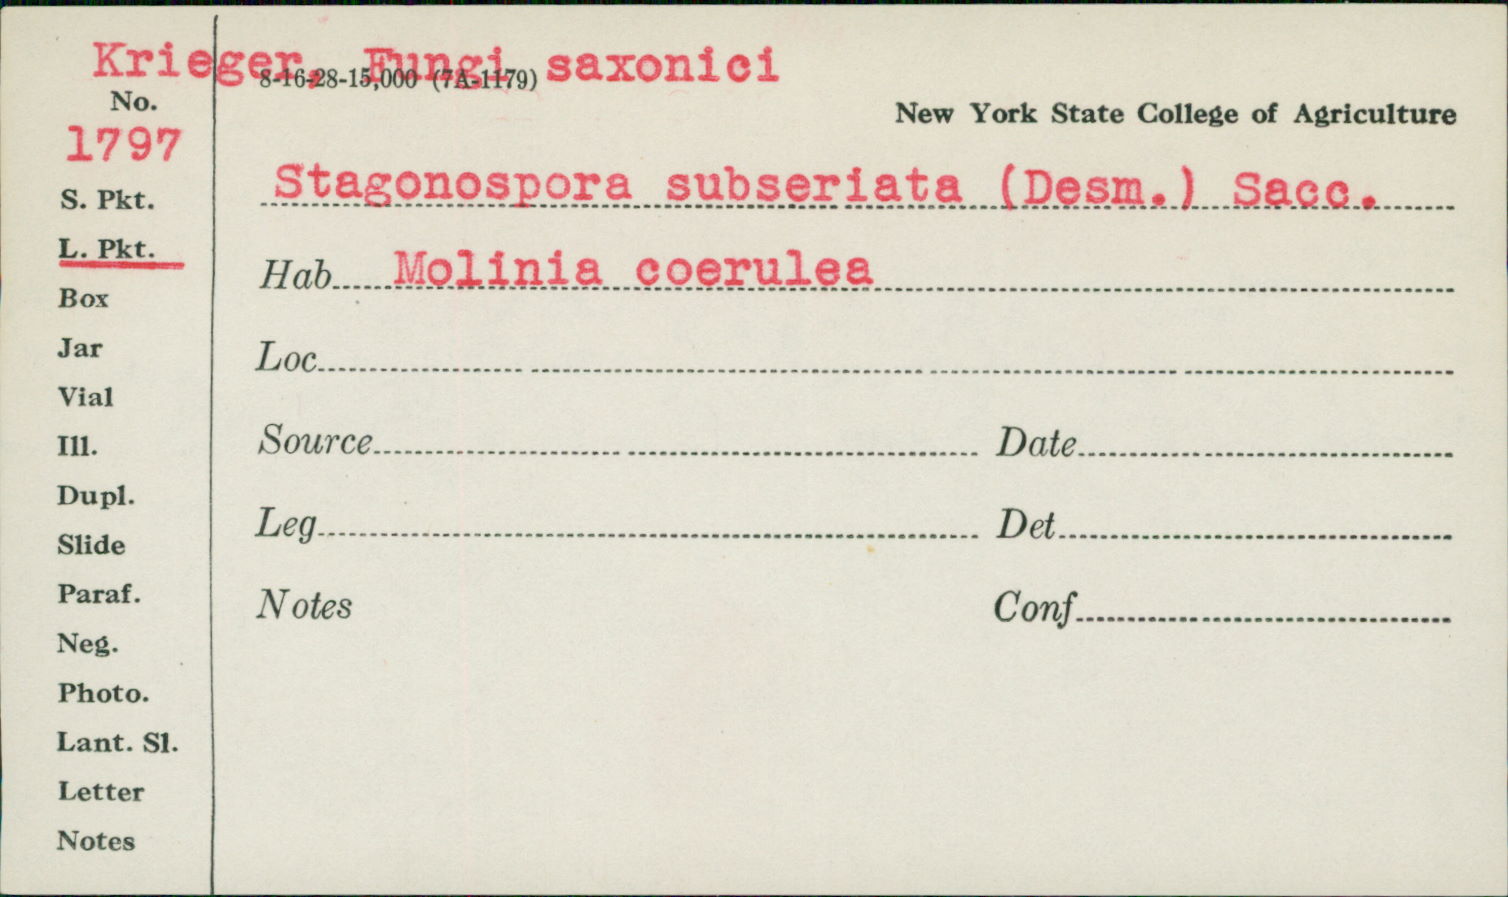 Krieger, Fungi saxonici
8-16-28-15,000 (7A-1179)
No.
1797
New York State College of Agriculture
Stagonospora subseriata (Desm.) Sacc.
S. Pkt.
L. Pkt.
Hab Molinia coerulea
Box
Jar
Loc
Vial
Ill.
Source
Date
Dupl.
Slide
Leg
Det
Paraf.
Notes
Conf
Neg.
Photo.
Lant. Sl.
Letter
Notes